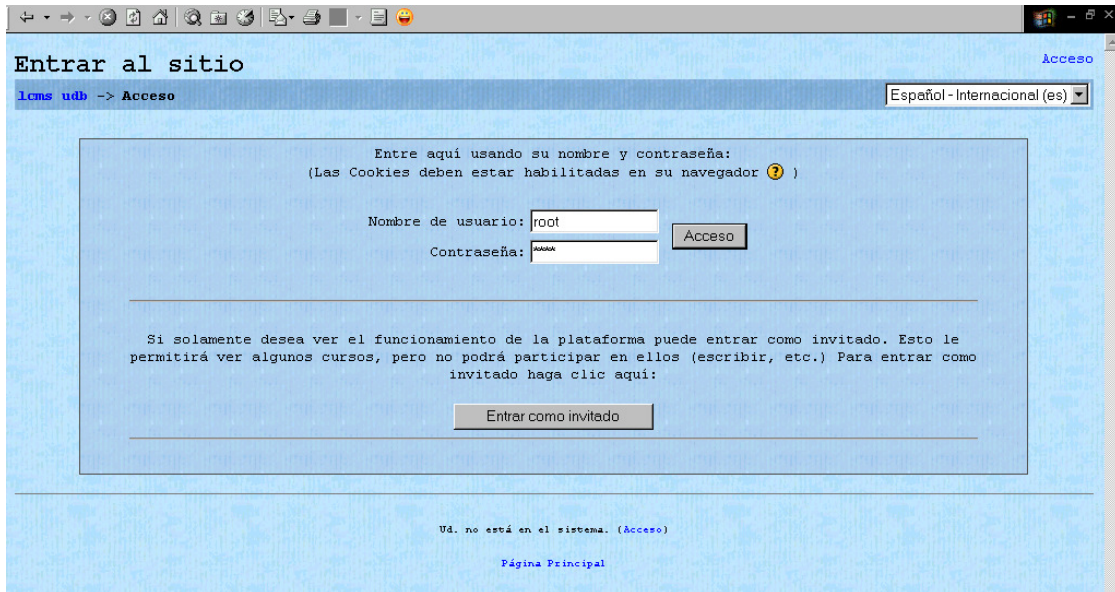 Entrar al sitio
Acceso
lcms udb -> Acceso
Español - Internacional (es)
Entre aquí usando su nombre y contraseña:
(Las Cookies deben estar habilitadas en su navegador ? )
Nombre de usuario: root
Acceso
Contraseña: ****
Si solamente desea ver el funcionamiento de la plataforma puede entrar como invitado. Esto le
permitirá ver algunos cursos, pero no podrá participar en ellos (escribir, etc.) Para entrar como
invitado haga clic aquí:
Entrar como invitado
Ud. no está en el sistema. (Acceso)
Página Principal